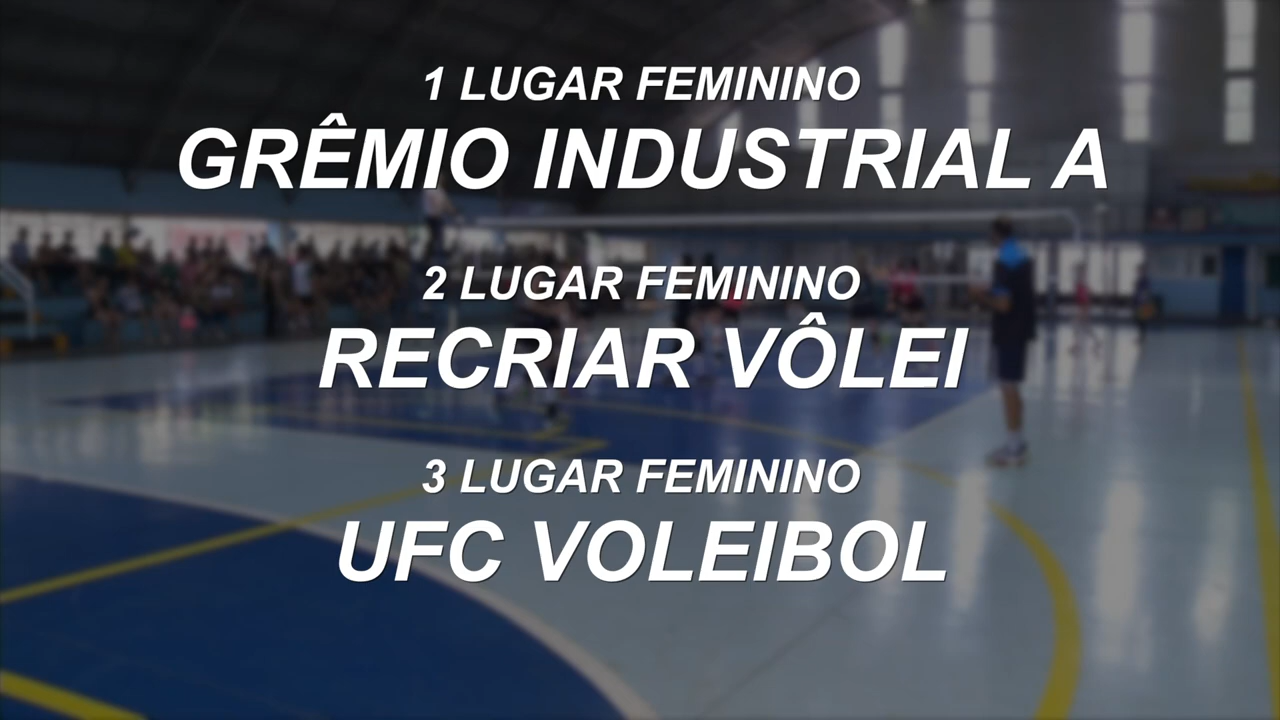 1 LUGAR FEMININO
GRÊMIO INDUSTRIAL A
2 LUGAR FEMININO
RECRIAR VÔLEI
3 LUGAR FEMININO
UFC VOLEIBOL